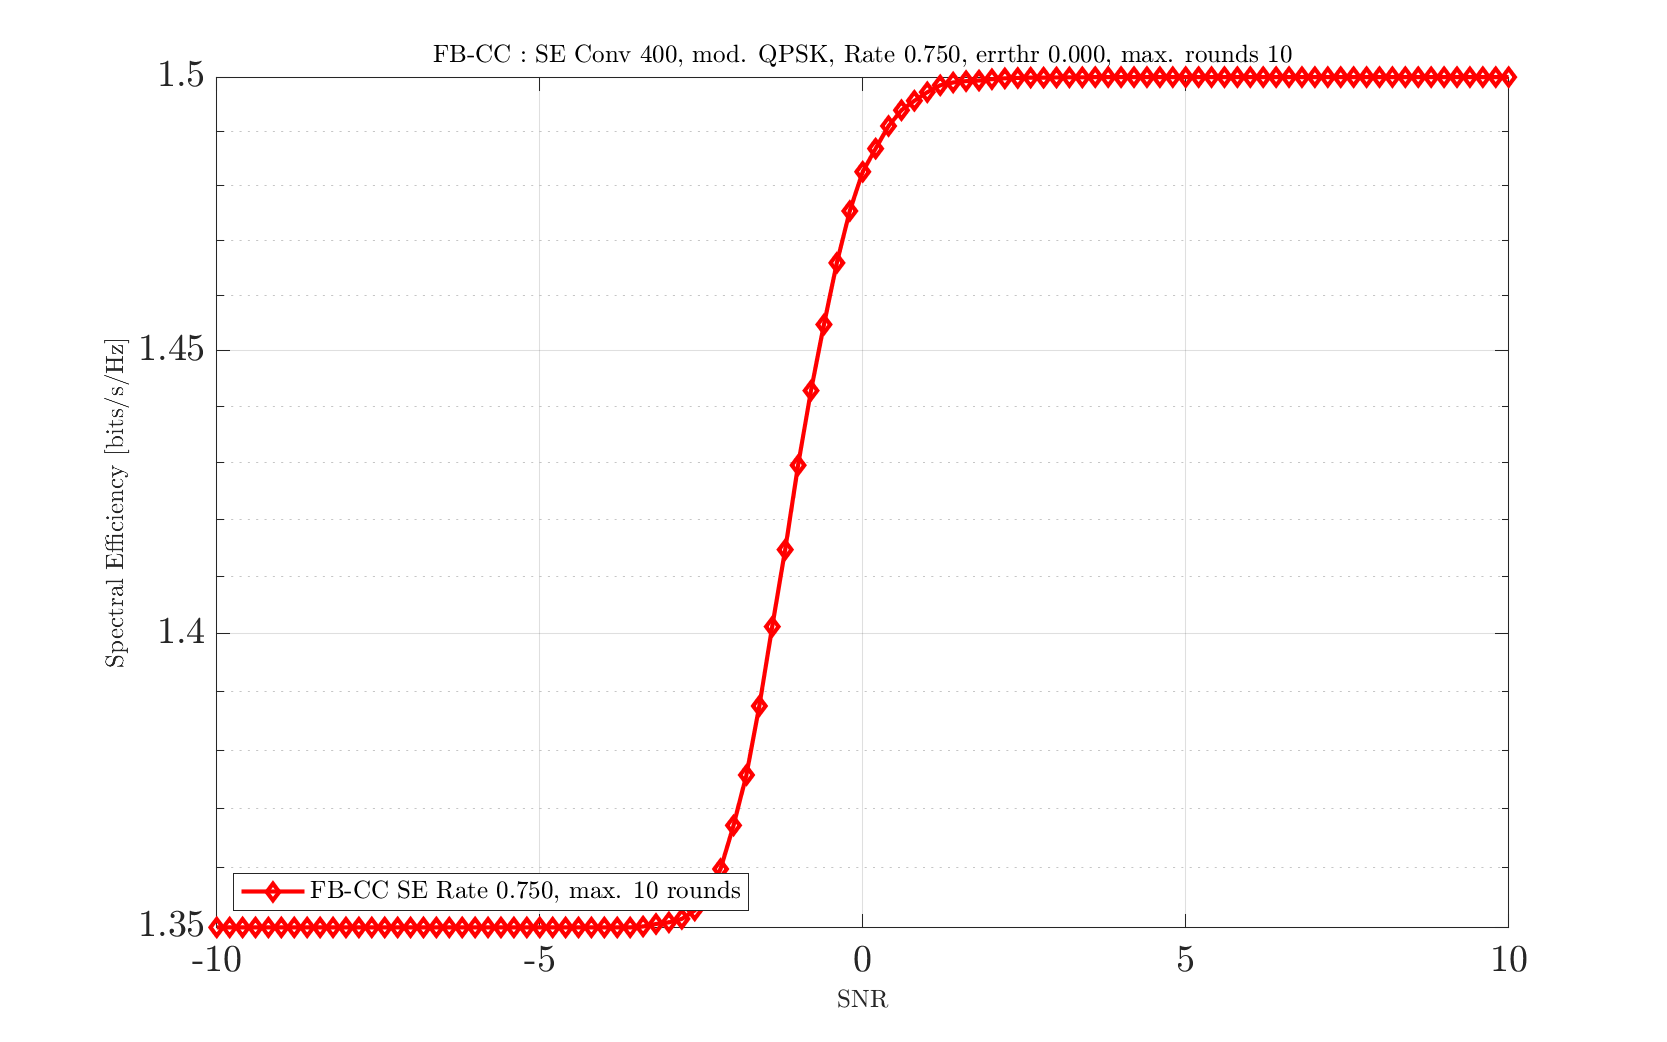 FB-CC : SE Conv 400, mod. QPSK, Rate 0.750, errthr 0.000, max. rounds 10
1.5
1.45
1.4
1.35
Spectral Efficiency [bits/s/Hz]
FB-CC SE Rate 0.750, max. 10 rounds
-10
-5
0
5
10
SNR